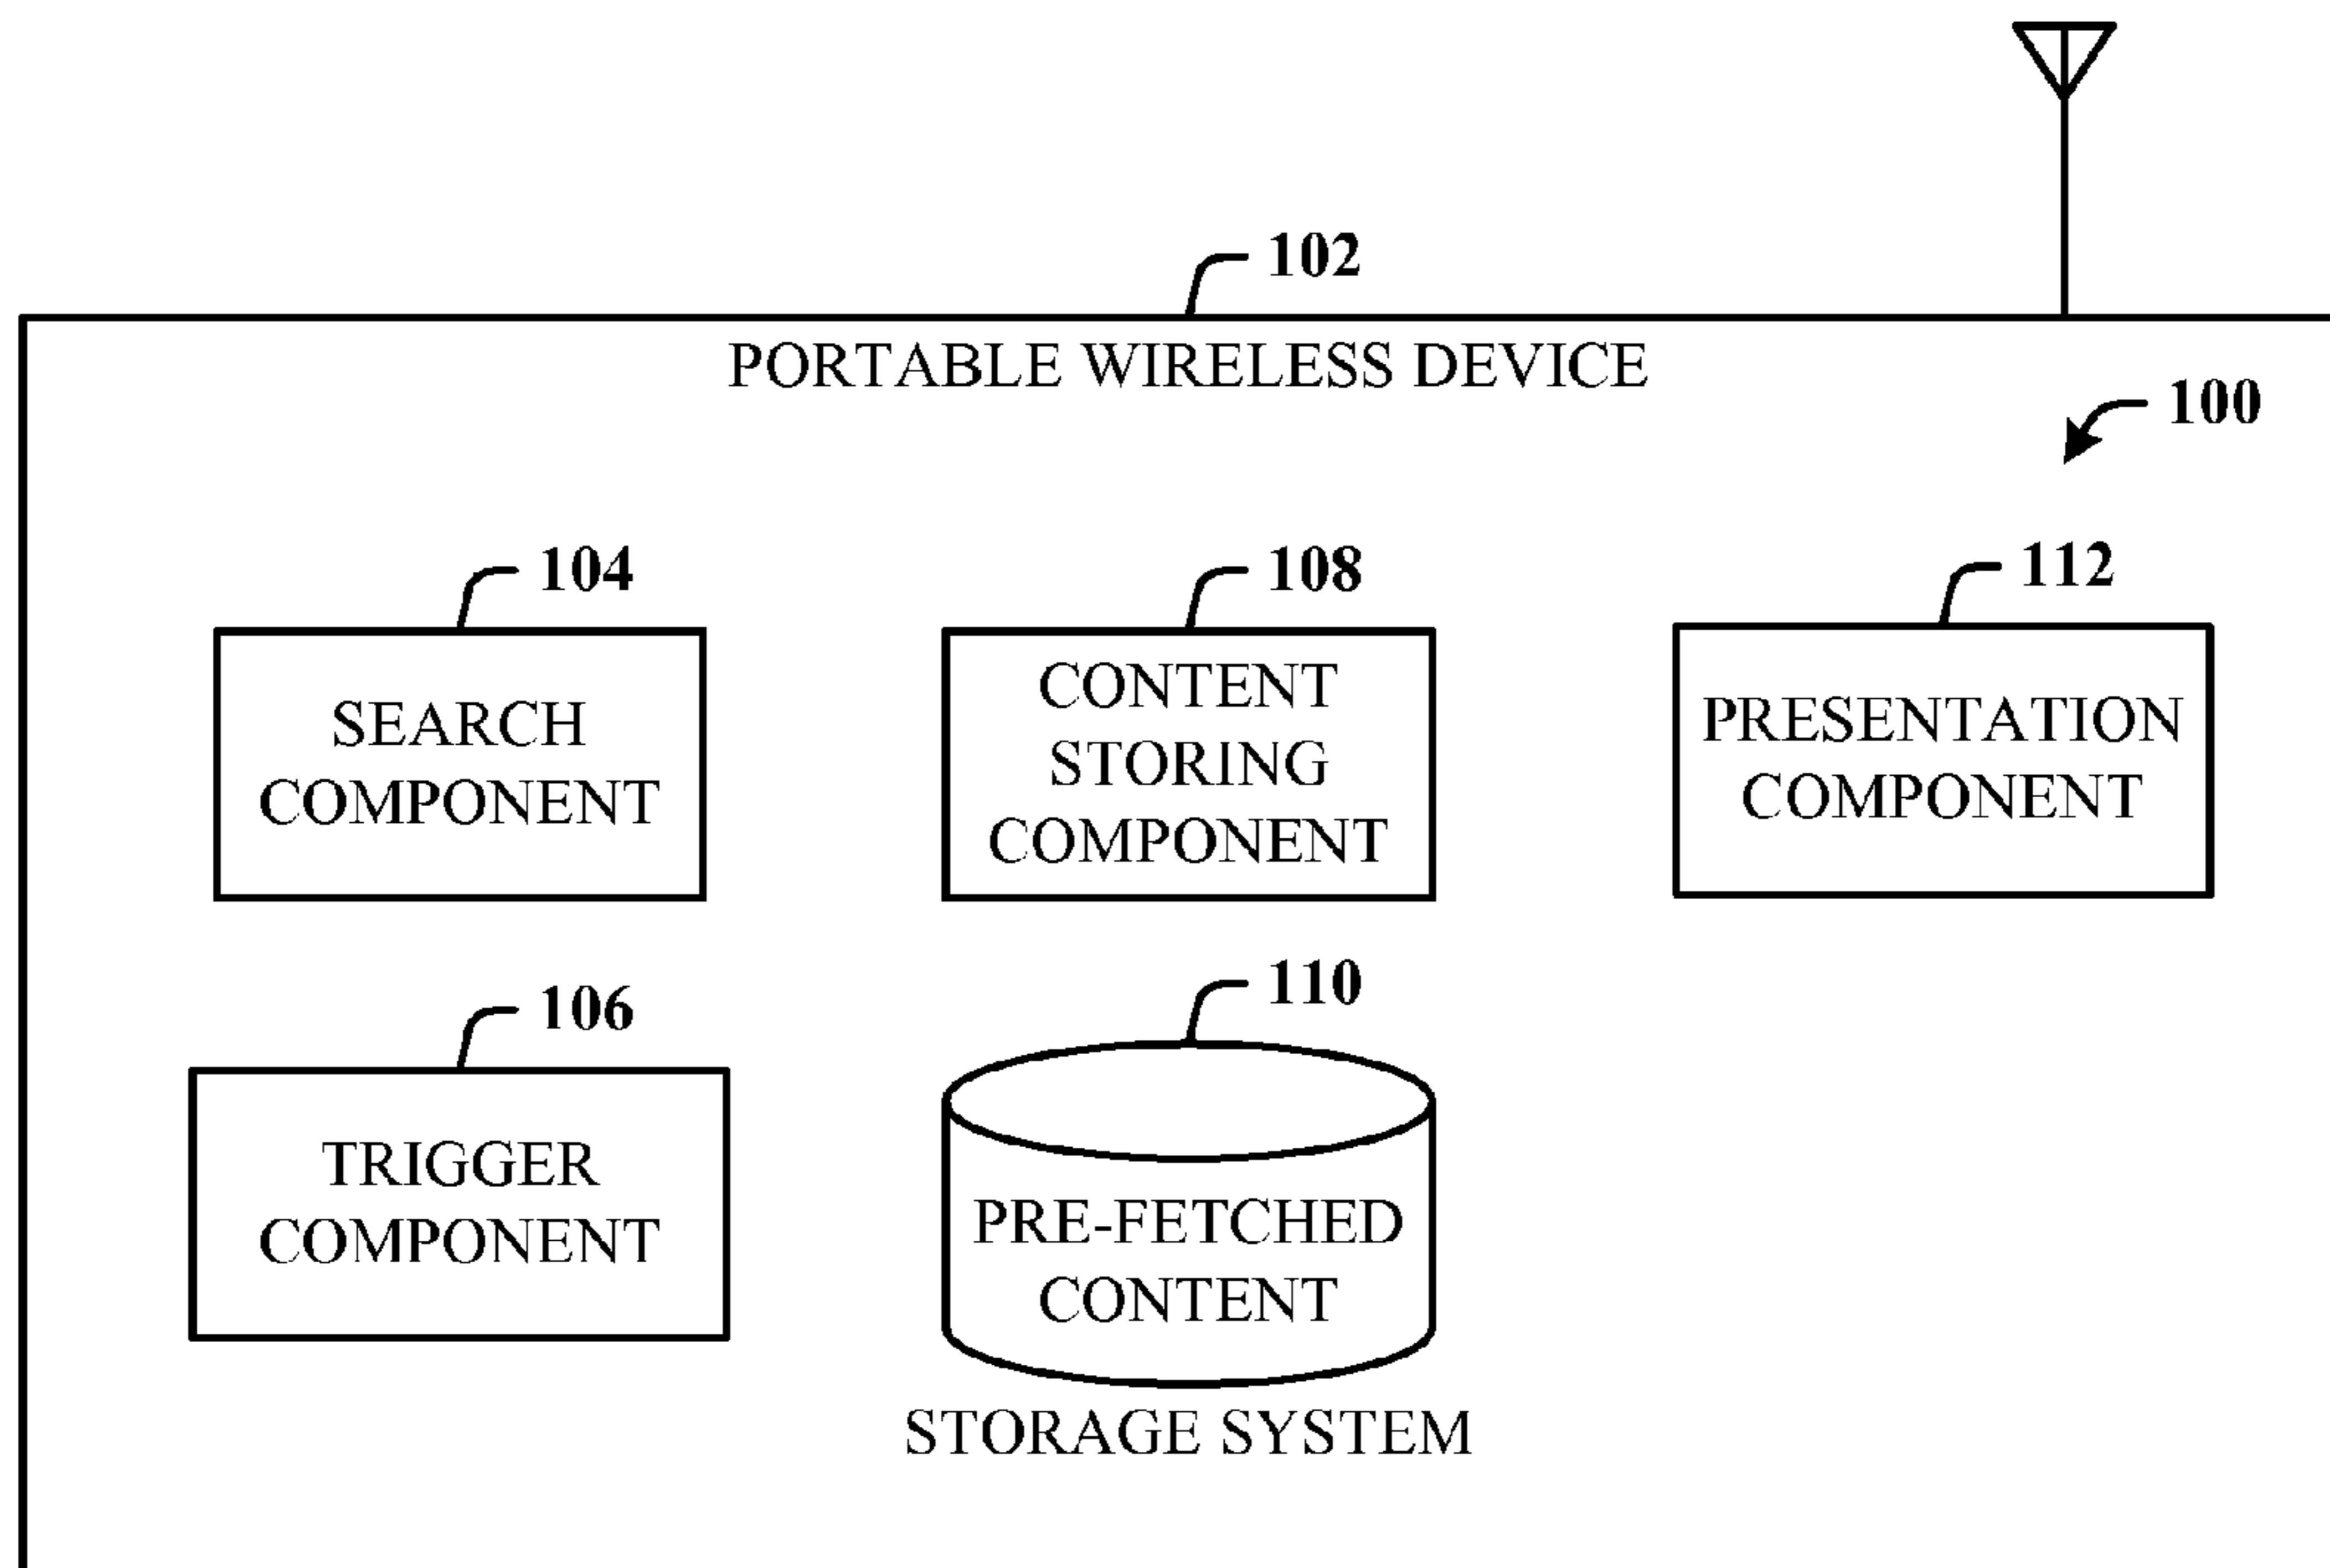 102
PORTABLE WIRELESS DEVICE
100
104
SEARCH
COMPONENT
108
CONTENT
STORING
COMPONENT
112
PRESENTATION
COMPONENT
106
TRIGGER
COMPONENT
110
PRE-FETCHED
CONTENT
STORAGE SYSTEM